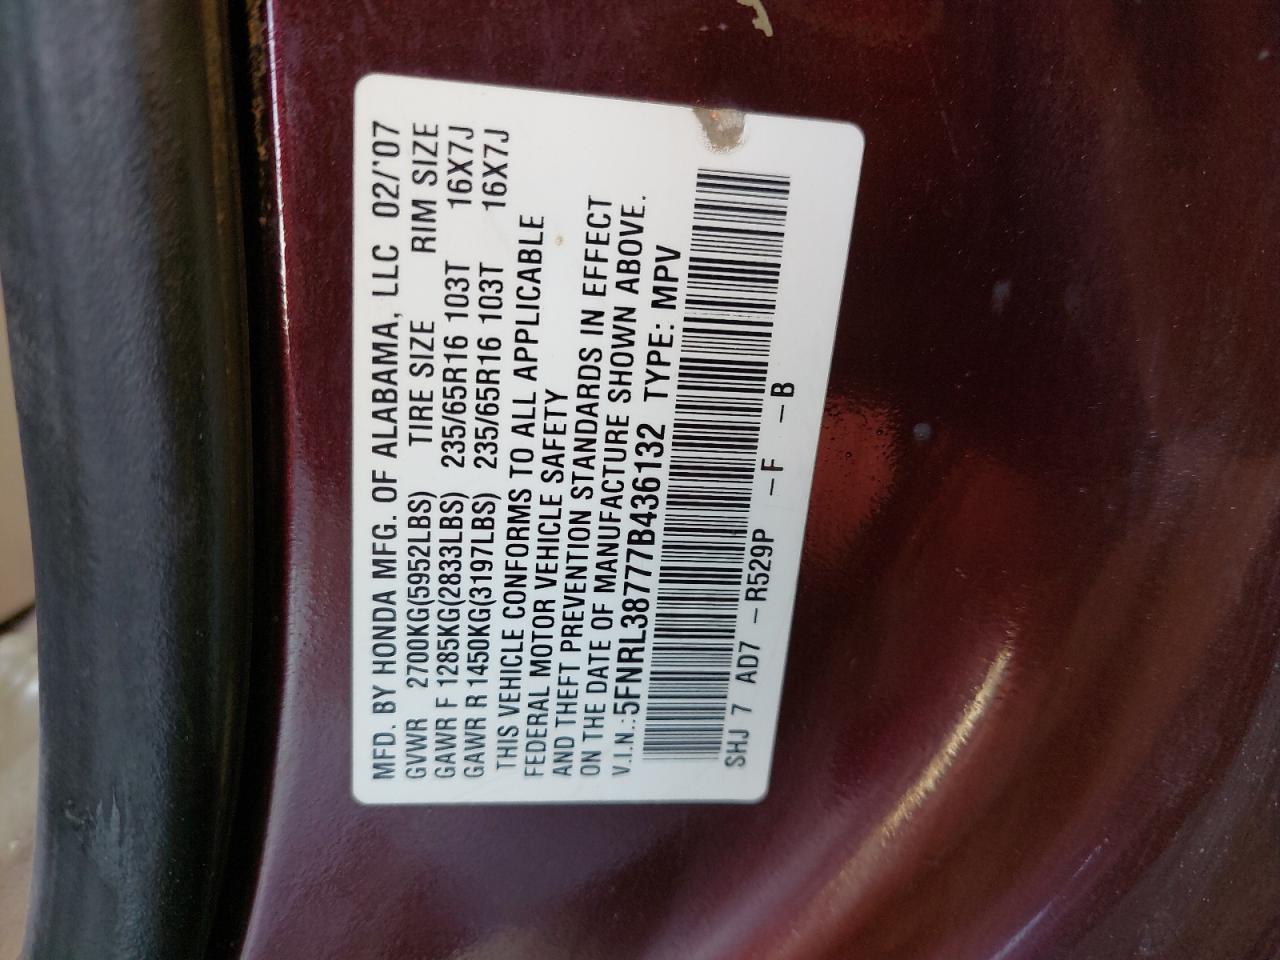 MFD. BY HONDA MFG. OF ALABAMA, LLC 02/'07
GVWR 2700KG(5952LBS) TIRE SIZE RIM SIZE
GAWR F 1285KG(2833LBS) 235/65R16 103T 16X7J
GAWR R 1450KG(3197LBS) 235/65R16 103T 16X7J
THIS VEHICLE CONFORMS TO ALL APPLICABLE
FEDERAL MOTOR VEHICLE SAFETY
AND THEFT PREVENTION STANDARDS IN EFFECT
ON THE DATE OF MANUFACTURE SHOWN ABOVE.
V.I.N.:5FNRL38777B436132 TYPE: MPV
SHJ 7 AD7 -R529P -F -B